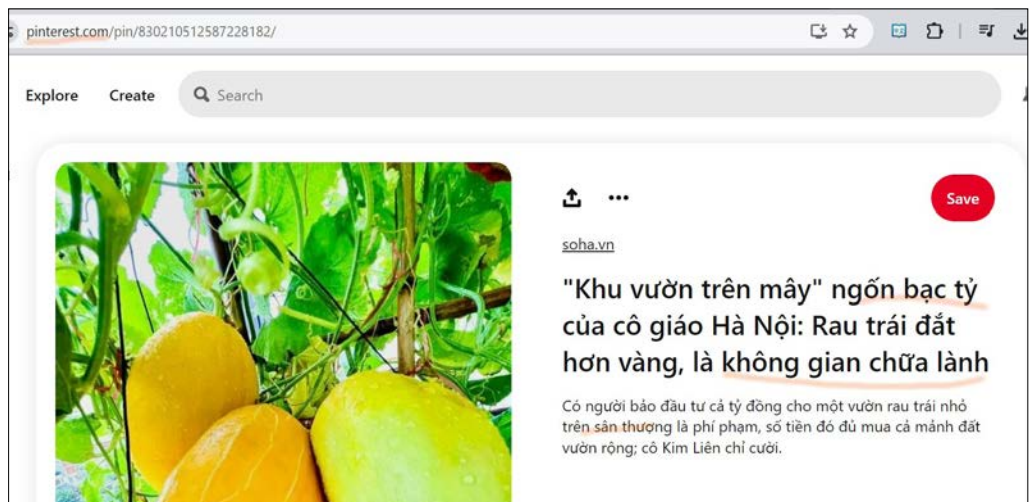 pinterest.com/pin/830210512587228182/
Explore Create Search
Save
soha.vn
"Khu vườn trên mây" ngốn bạc tỷ
của cô giáo Hà Nội: Rau trái đắt
hơn vàng, là không gian chữa lành
Có người bảo đầu tư cả tỷ đồng cho một vườn rau trái nhỏ
trên sân thượng là phí phạm, số tiền đó đủ mua cả mảnh đất
vườn rộng; cô Kim Liên chỉ cười.